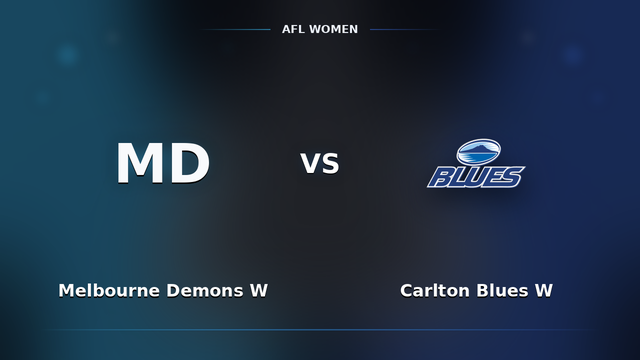 AFL WOMEN
MD
VS
BLUES
Melbourne Demons W
Carlton Blues W